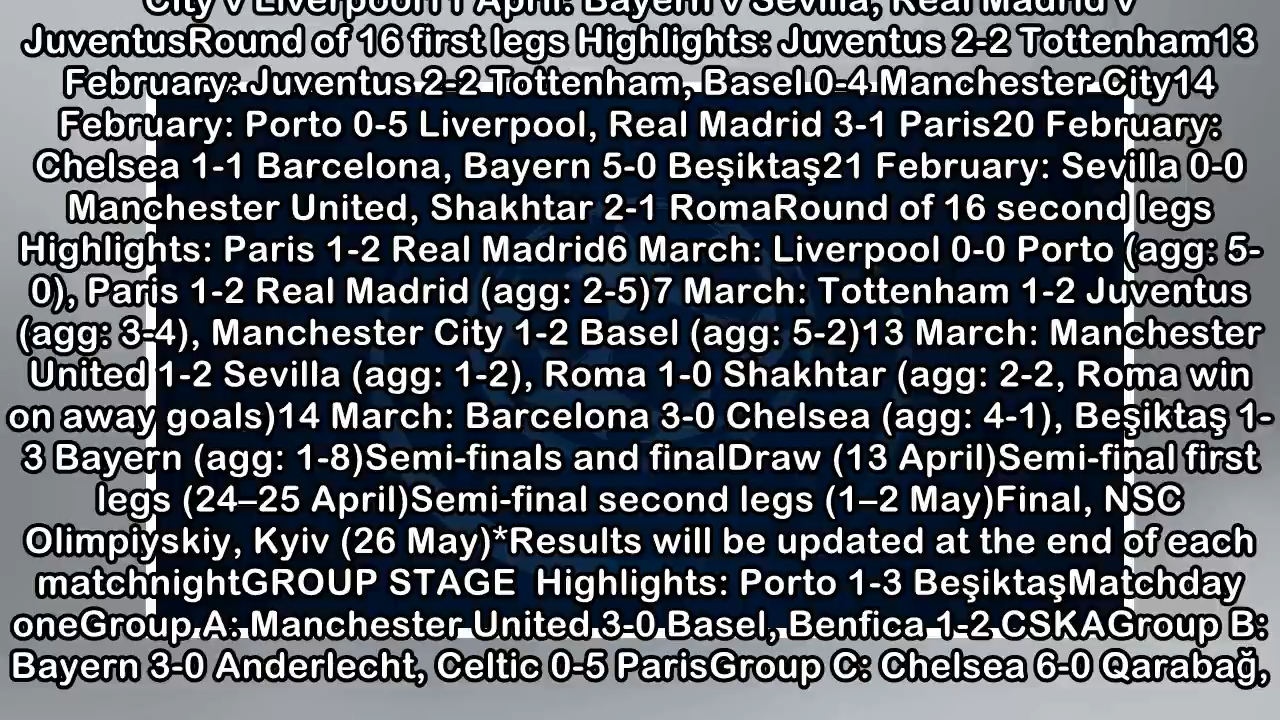 City v Liverpool11 April: Bayern v Sevilla, Real Madrid v
JuventusRound of 16 first legs Highlights: Juventus 2-2 Tottenham13
February: Juventus 2-2 Tottenham, Basel 0-4 Manchester City14
February: Porto 0-5 Liverpool, Real Madrid 3-1 Paris20 February:
Chelsea 1-1 Barcelona, Bayern 5-0 Beşiktaş21 February: Sevilla 0-0
Manchester United, Shakhtar 2-1 RomaRound of 16 second legs
Highlights: Paris 1-2 Real Madrid6 March: Liverpool 0-0 Porto (agg: 5-
0), Paris 1-2 Real Madrid (agg: 2-5)7 March: Tottenham 1-2 Juventus
(agg: 3-4), Manchester City 1-2 Basel (agg: 5-2)13 March: Manchester
United 1-2 Sevilla (agg: 1-2), Roma 1-0 Shakhtar (agg: 2-2, Roma win
on away goals)14 March: Barcelona 3-0 Chelsea (agg: 4-1), Beşiktaş 1-
3 Bayern (agg: 1-8)Semi-finals and finalDraw (13 April)Semi-final first
legs (24–25 April)Semi-final second legs (1–2 May)Final, NSC
Olimpiyskiy, Kyiv (26 May)*Results will be updated at the end of each
matchnightGROUP STAGE  Highlights: Porto 1-3 BeşiktaşMatchday
oneGroup A: Manchester United 3-0 Basel, Benfica 1-2 CSKAGroup B:
Bayern 3-0 Anderlecht, Celtic 0-5 ParisGroup C: Chelsea 6-0 Qarabağ,